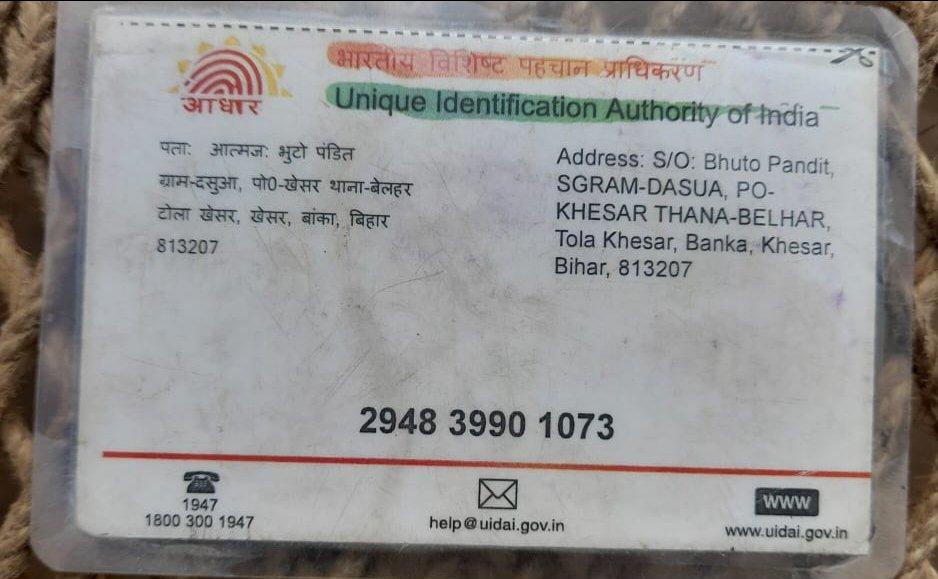 भारतीय विशिष्ट पहचान प्राधिकरण
आधार
Unique Identification Authority of India
पताः आत्मजः भुटो पंडित
ग्राम-दसुआ, पो0-खेसर थाना-बेलहर
टोला खेसर, खेसर, बांका, बिहार
813207
Address: S/O: Bhuto Pandit,
SGRAM-DASUA, PO-
KHESAR THANA-BELHAR,
Tola Khesar, Banka, Khesar,
Bihar, 813207
2948 3990 1073
1947
1800 300 1947
help@uidai.gov.in
www
www.uidai.gov.in